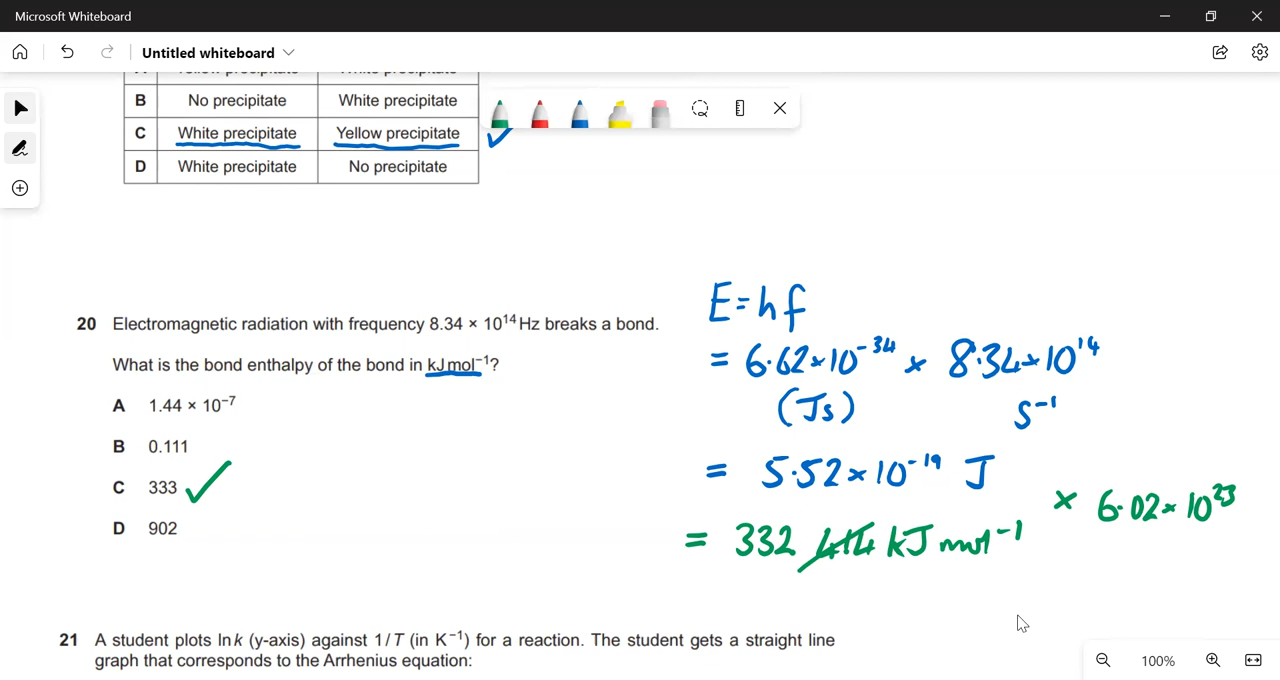 Microsoft Whiteboard
Untitled whiteboard
B No precipitate White precipitate
C White precipitate Yellow precipitate
D White precipitate No precipitate
20 Electromagnetic radiation with frequency 8.34 × 10¹⁴ Hz breaks a bond.
What is the bond enthalpy of the bond in kJ mol⁻¹?
A 1.44 × 10⁻⁷
B 0.111
C 333
D 902
E = hf
= 6.62 × 10⁻³⁴ × 8.34 × 10¹⁴
(Js) s⁻¹
= 5.52 × 10⁻¹⁹ J
× 6.02 × 10²³
= 332 kJ mol⁻¹
21 A student plots ln k (y-axis) against 1/T (in K⁻¹) for a reaction. The student gets a straight line
graph that corresponds to the Arrhenius equation:
100%